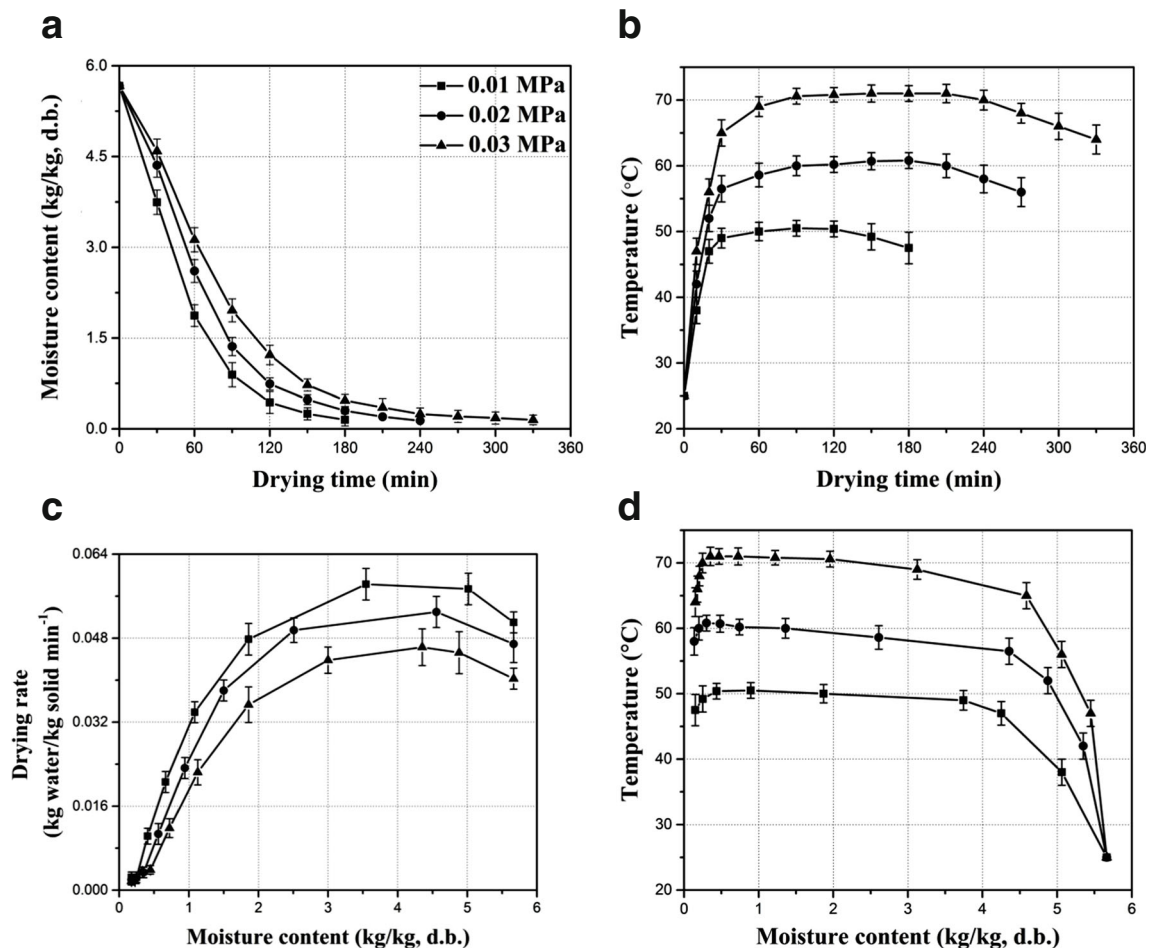 a
6.0
4.5
3.0
1.5
0.0
60 120 180 240 300 360
Moisture content (kg/kg, d.b.)
Drying time (min)
0.01 MPa
0.02 MPa
0.03 MPa
b
70
60
50
40
30
20
0 60 120 180 240 300 360
Temperature (°C)
Drying time (min)
c
0.064
0.048
0.032
0.016
0.000
0 1 2 3 4 5 6
Drying rate
(kg water/kg solid min⁻¹)
Moisture content (kg/kg, d.b.)
d
70
60
50
40
30
20
0 1 2 3 4 5 6
Temperature (°C)
Moisture content (kg/kg, d.b.)